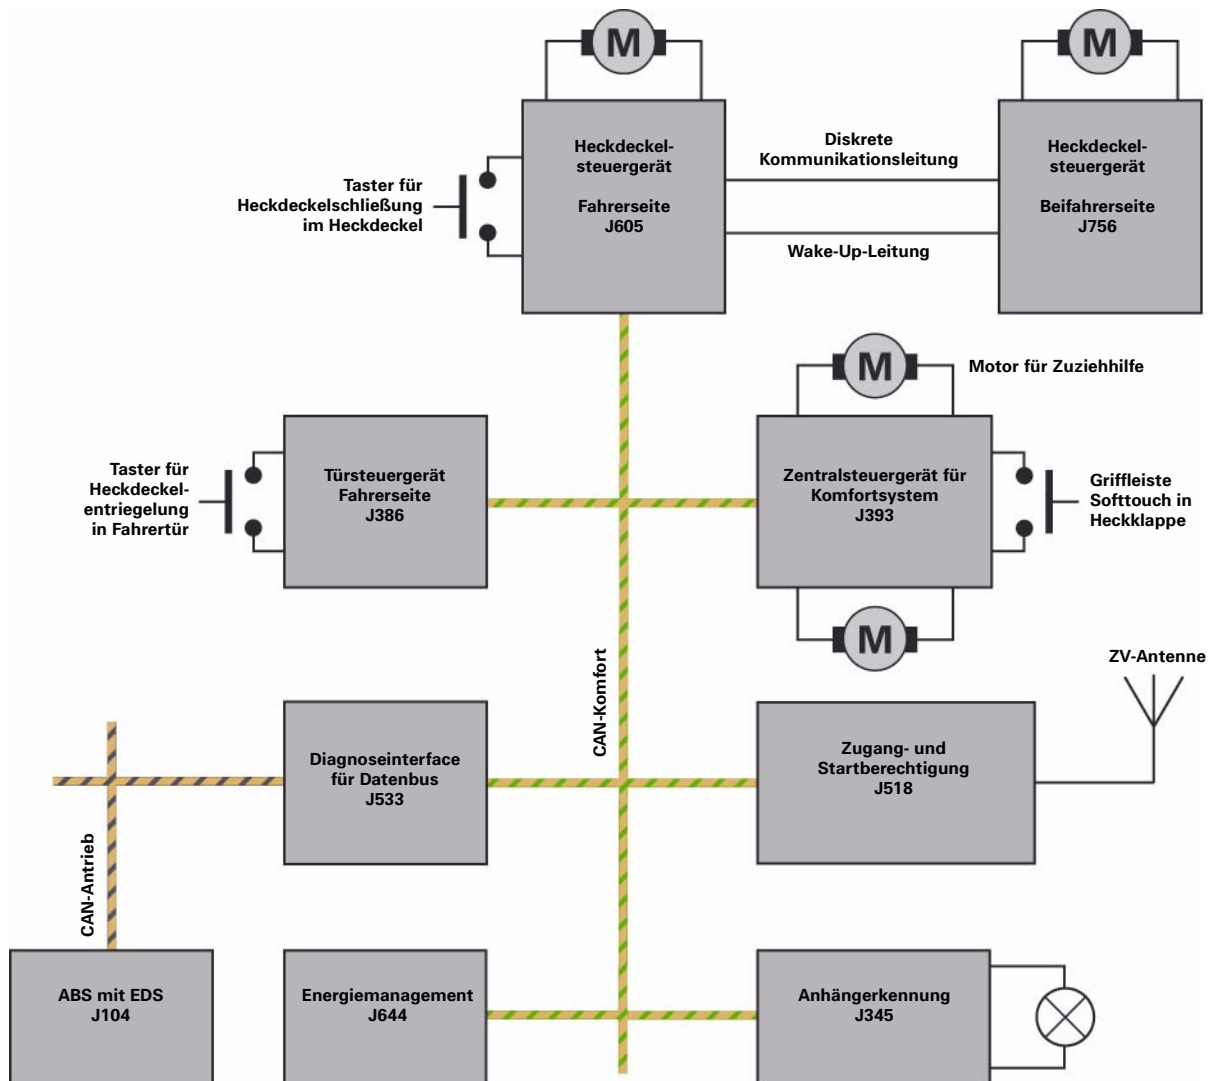 M
M
Heckdeckel-
steuergerät
Fahrerseite
J605
Diskrete
Kommunikationsleitung
Wake-Up-Leitung
Heckdeckel-
steuergerät
Beifahrerseite
J756
Taster für
Heckdeckelschließung
im Heckdeckel
M
Motor für Zuziehhilfe
Taster für
Heckdeckel-
entriegelung
in Fahrertür
Türsteuergerät
Fahrerseite
J386
Zentralsteuergerät für
Komfortsystem
J393
Griffleiste
Softtouch in
Heckklappe
M
CAN-Komfort
ZV-Antenne
Diagnoseinterface
für Datenbus
J533
Zugang- und
Startberechtigung
J518
CAN-Antrieb
ABS mit EDS
J104
Energiemanagement
J644
Anhängerkennung
J345